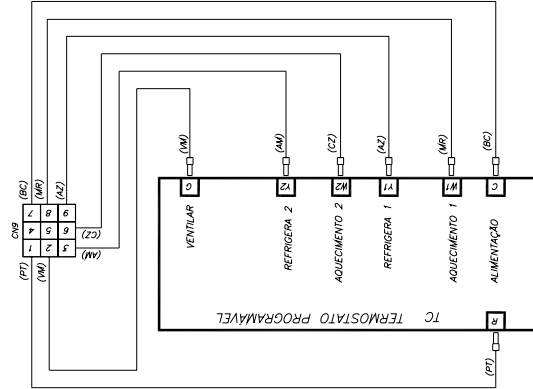 (VM)
(AM)
(CZ)
(AZ)
(MR)
(BC)
G
Y2
W2
Y1
W1
C
VENTILAR
REFRIGERA 2
AQUECIMENTO 2
REFRIGERA 1
AQUECIMENTO 1
ALIMENTAÇÃO
(BC)
(MR)
(AZ)
CN9
7 8 9
4 5 6
1 2 3
(CZ)
(AM)
(PT)
(VM)
TC TERMOSTATO PROGRAMÁVEL
R
(PT)